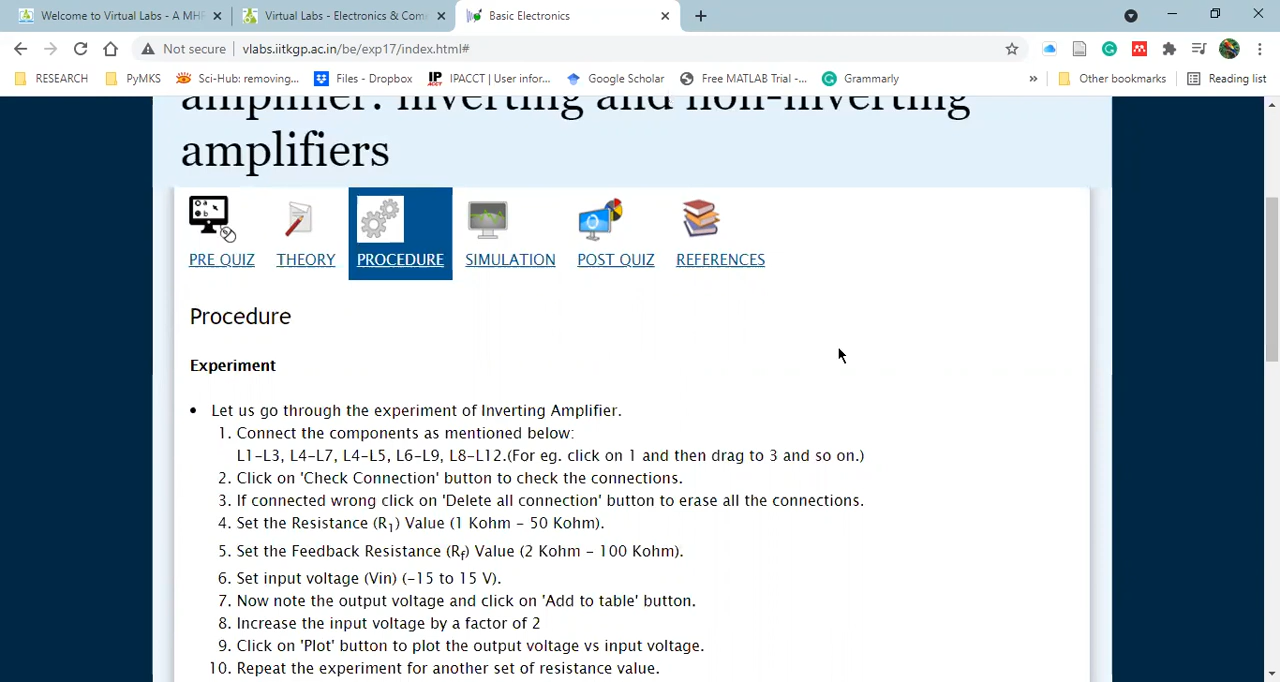 Welcome to Virtual Labs - A MHR
Virtual Labs - Electronics & Com
Basic Electronics
Not secure
vlabs.iitkgp.ac.in/be/exp17/index.html#
RESEARCH
PyMKS
Sci-Hub: removing...
Files - Dropbox
IPACCT | User infor...
Google Scholar
Free MATLAB Trial -...
Grammarly
»
Other bookmarks
Reading list
amplifier: inverting and non-inverting
amplifiers
PRE QUIZ
THEORY
PROCEDURE
SIMULATION
POST QUIZ
REFERENCES
Procedure
Experiment
• Let us go through the experiment of Inverting Amplifier.
1. Connect the components as mentioned below:
L1-L3, L4-L7, L4-L5, L6-L9, L8-L12.(For eg. click on 1 and then drag to 3 and so on.)
2. Click on 'Check Connection' button to check the connections.
3. If connected wrong click on 'Delete all connection' button to erase all the connections.
4. Set the Resistance (R1) Value (1 Kohm - 50 Kohm).
5. Set the Feedback Resistance (Rf) Value (2 Kohm - 100 Kohm).
6. Set input voltage (Vin) (-15 to 15 V).
7. Now note the output voltage and click on 'Add to table' button.
8. Increase the input voltage by a factor of 2
9. Click on 'Plot' button to plot the output voltage vs input voltage.
10. Repeat the experiment for another set of resistance value.